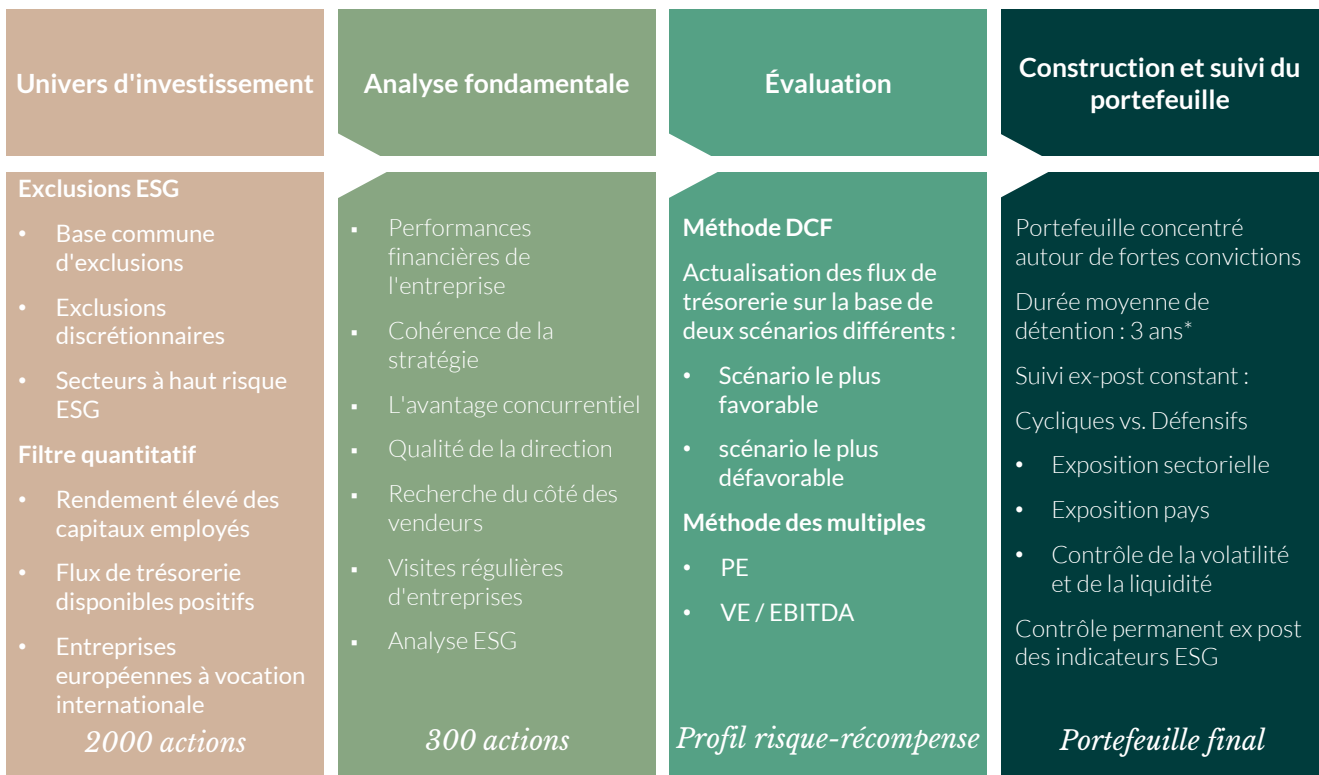 Univers d'investissement
Exclusions ESG
• Base commune
d'exclusions
• Exclusions
discrétionnaires
• Secteurs à haut risque
ESG
Filtre quantitatif
• Rendement élevé des
capitaux employés
• Flux de trésorerie
disponibles positifs
• Entreprises
européennes à vocation
internationale
2000 actions
Analyse fondamentale
▪ Performances
financières de
l'entreprise
▪ Cohérence de la
stratégie
▪ L'avantage concurrentiel
▪ Qualité de la direction
▪ Recherche du côté des
vendeurs
▪ Visites régulières
d'entreprises
▪ Analyse ESG
300 actions
Évaluation
Méthode DCF
Actualisation des flux de
trésorerie sur la base de
deux scénarios différents :
• Scénario le plus
favorable
• scénario le plus
défavorable
Méthode des multiples
• PE
• VE / EBITDA
Profil risque-récompense
Construction et suivi du
portefeuille
Portefeuille concentré
autour de fortes convictions
Durée moyenne de
détention : 3 ans*
Suivi ex-post constant :
Cycliques vs. Défensifs
• Exposition sectorielle
• Exposition pays
• Contrôle de la volatilité
et de la liquidité
Contrôle permanent ex post
des indicateurs ESG
Portefeuille final